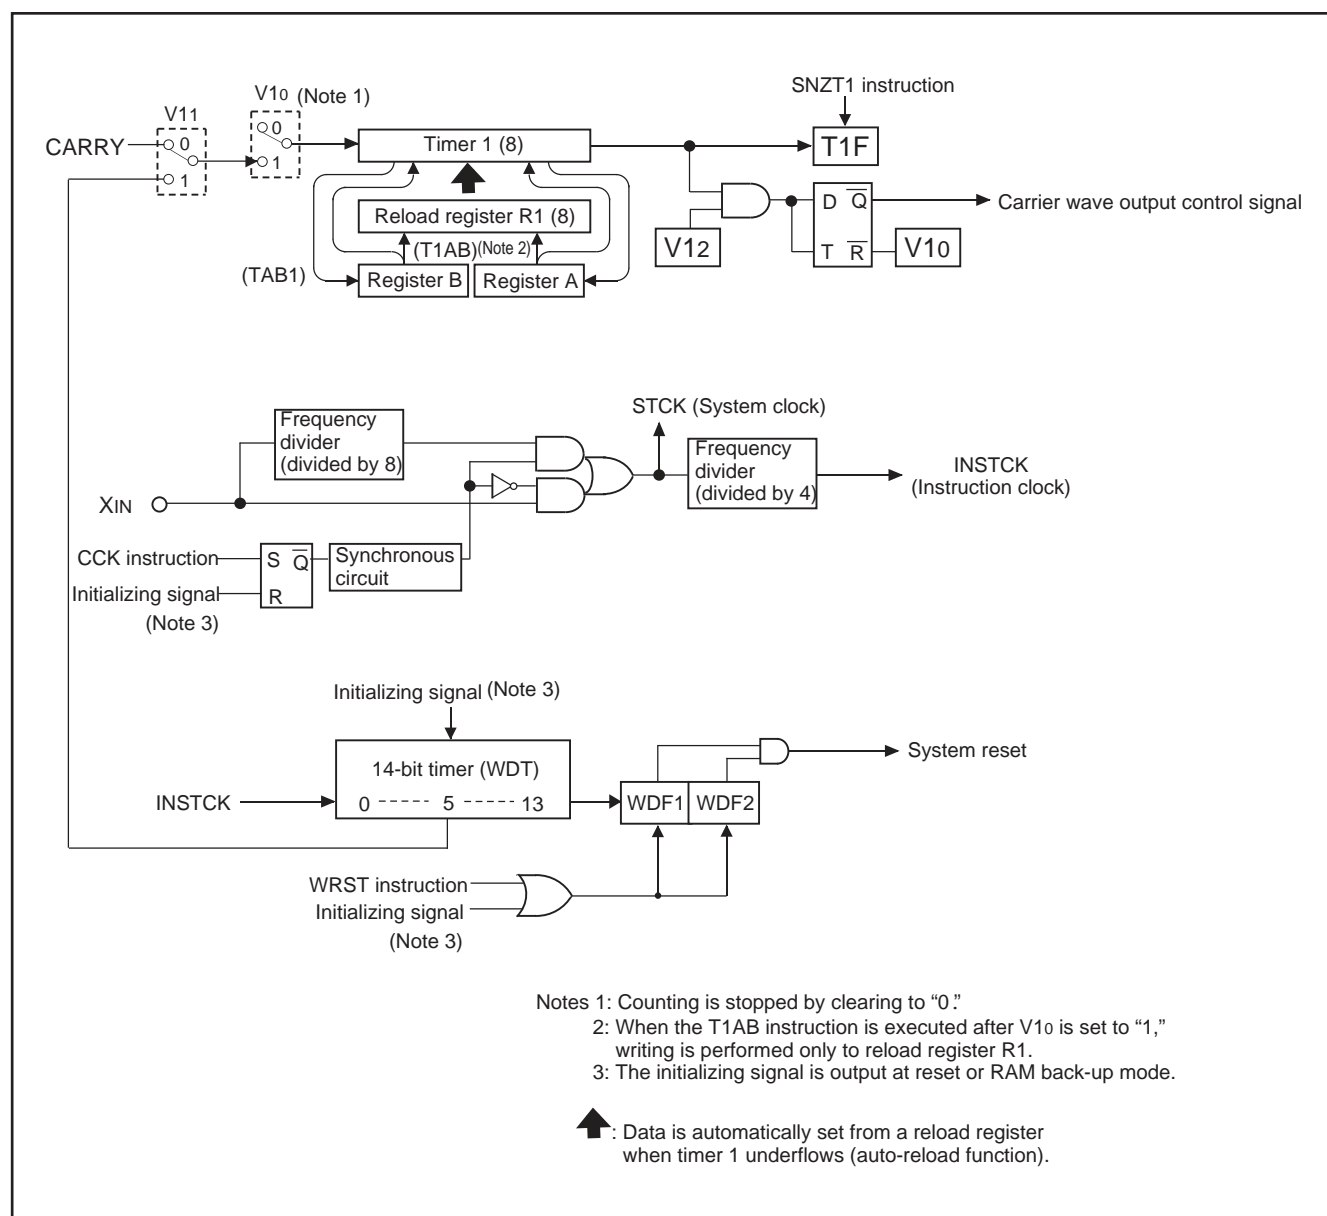 SNZT1 instruction
V10 (Note 1)
V11
0
0
1
1
CARRY
Timer 1 (8)
T1F
Reload register R1 (8)
(T1AB)(Note 2)
(TAB1)
Register B
Register A
V12
D Q
T R
V10
Carrier wave output control signal
STCK (System clock)
Frequency
divider
(divided by 8)
Frequency
divider
(divided by 4)
INSTCK
(Instruction clock)
XIN
CCK instruction
S Q
R
Synchronous
circuit
Initializing signal
(Note 3)
Initializing signal (Note 3)
14-bit timer (WDT)
0 ----- 5 ----- 13
INSTCK
WDF1
WDF2
System reset
WRST instruction
Initializing signal
(Note 3)
Notes 1: Counting is stopped by clearing to “0.”
2: When the T1AB instruction is executed after V10 is set to “1,”
writing is performed only to reload register R1.
3: The initializing signal is output at reset or RAM back-up mode.
: Data is automatically set from a reload register
when timer 1 underflows (auto-reload function).